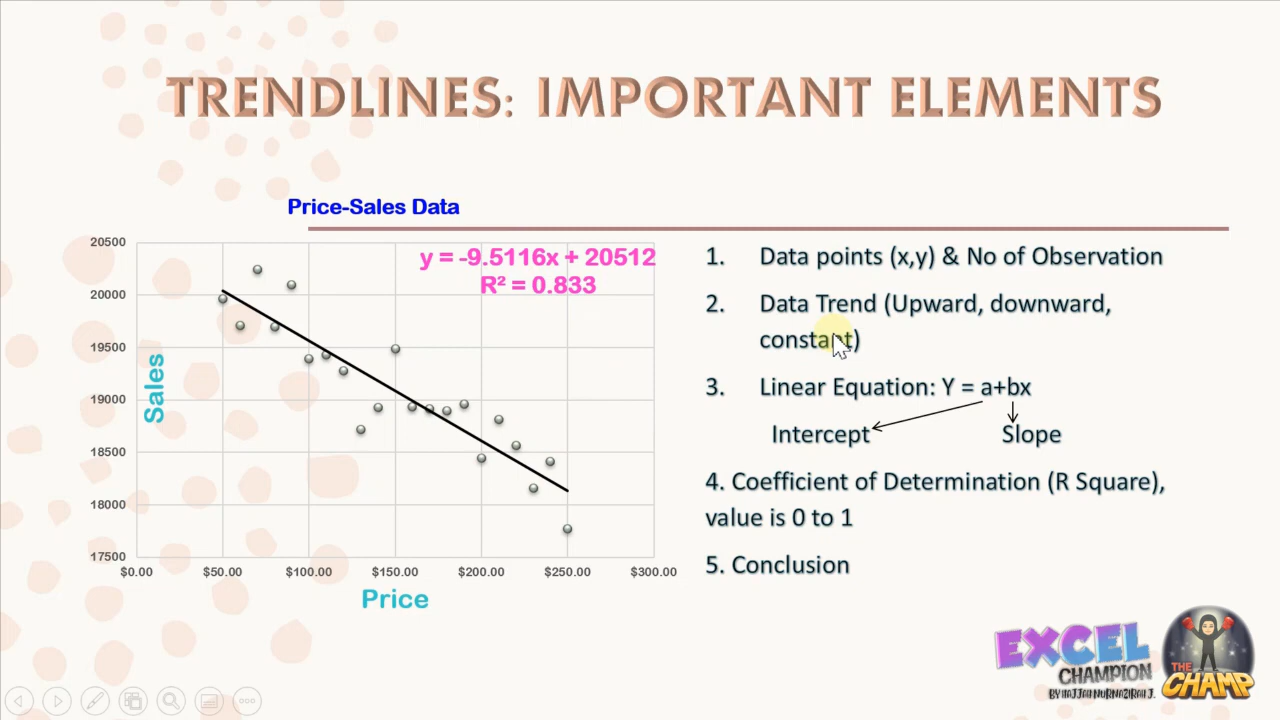 TRENDLINES: IMPORTANT ELEMENTS
Price-Sales Data
y = -9.5116x + 20512
R² = 0.833
20500
20000
19500
19000
18500
18000
17500
Sales
$0.00 $50.00 $100.00 $150.00 $200.00 $250.00 $300.00
Price
1. Data points (x,y) & No of Observation
2. Data Trend (Upward, downward,
constant)
3. Linear Equation: Y = a+bx
Intercept Slope
4. Coefficient of Determination (R Square),
value is 0 to 1
5. Conclusion
EXCEL
CHAMPION
BY HAJJAH NURNAZIRAH J.
THE
CHAMP